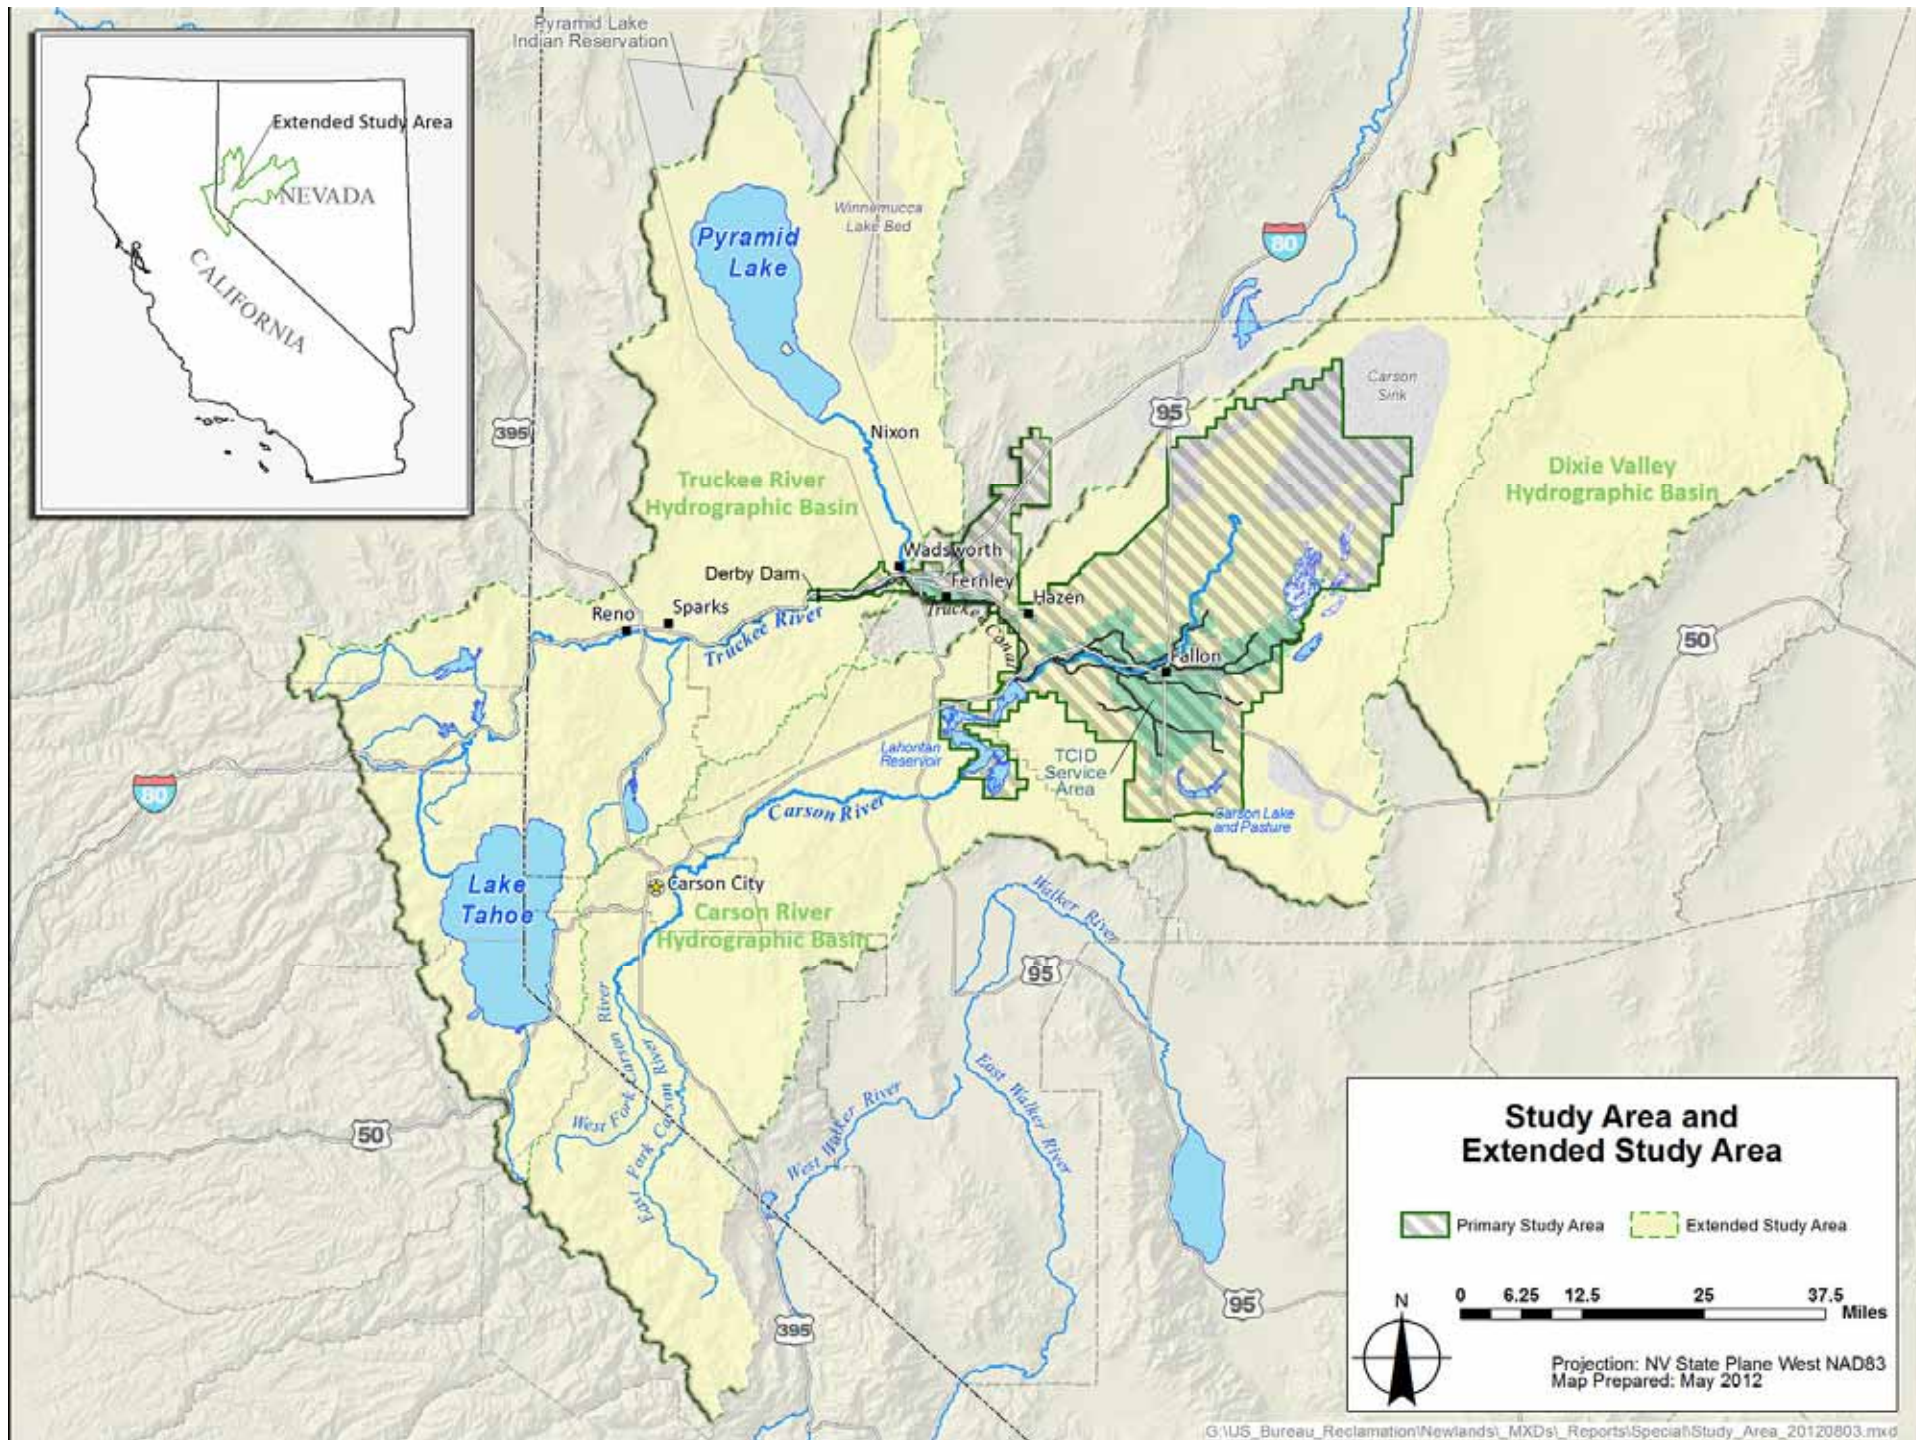 Pyramid Lake
Indian Reservation
Extended Study Area
NEVADA
CALIFORNIA
Winnemucca
Lake Bed
Pyramid
Lake
80
Carson
Sink
95
395
Nixon
Truckee River
Hydrographic Basin
Dixie Valley
Hydrographic Basin
Wadsworth
Derby Dam
Fernley
Hazen
Reno
Sparks
Truckee River
Truckee Canal
50
Fallon
Lahontan
Reservoir
TCID
Service
Area
80
Carson River
Carson Lake
and Pasture
Lake
Tahoe
Carson City
Carson River
Hydrographic Basin
Walker River
95
West Fork Carson River
East Fork Carson River
West Walker River
East Walker River
50
395
95
Study Area and
Extended Study Area
Primary Study Area
Extended Study Area
N
0 6.25 12.5 25 37.5
Miles
Projection: NV State Plane West NAD83
Map Prepared: May 2012
G:\US_Bureau_Reclamation\Newlands\_MXDs\_Reports\Special\Study_Area_20120803.mxd